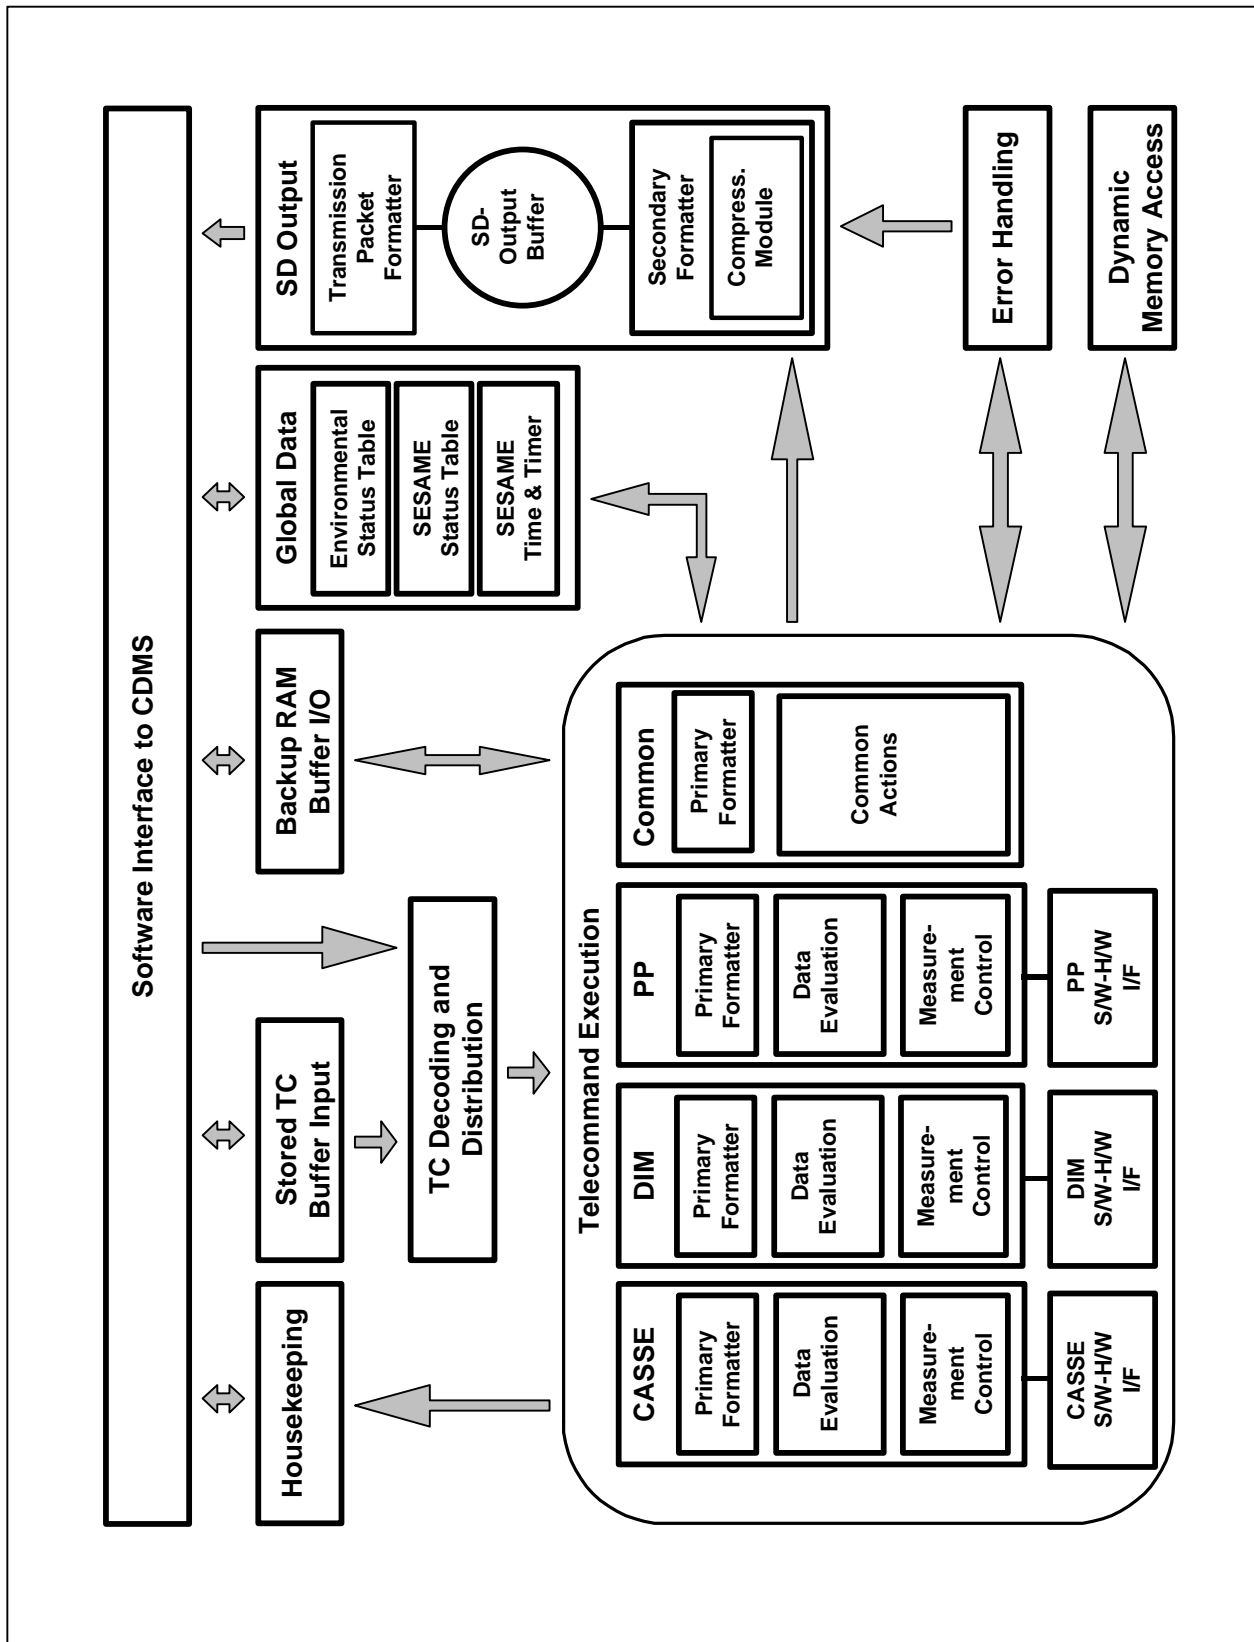 Software Interface to CDMS
Housekeeping
Stored TC
Buffer Input
Backup RAM
Buffer I/O
Global Data
Environmental
Status Table
SESAME
Status Table
SESAME
Time & Timer
SD Output
Transmission
Packet
Formatter
SD-
Output
Buffer
Secondary
Formatter
Compress.
Module
TC Decoding and
Distribution
Telecommand Execution
CASSE
Primary
Formatter
Data
Evaluation
Measure-
ment
Control
CASSE
S/W-H/W
I/F
DIM
Primary
Formatter
Data
Evaluation
Measure-
ment
Control
DIM
S/W-H/W
I/F
PP
Primary
Formatter
Data
Evaluation
Measure-
ment
Control
PP
S/W-H/W
I/F
Common
Primary
Formatter
Common
Actions
Error Handling
Dynamic
Memory Access